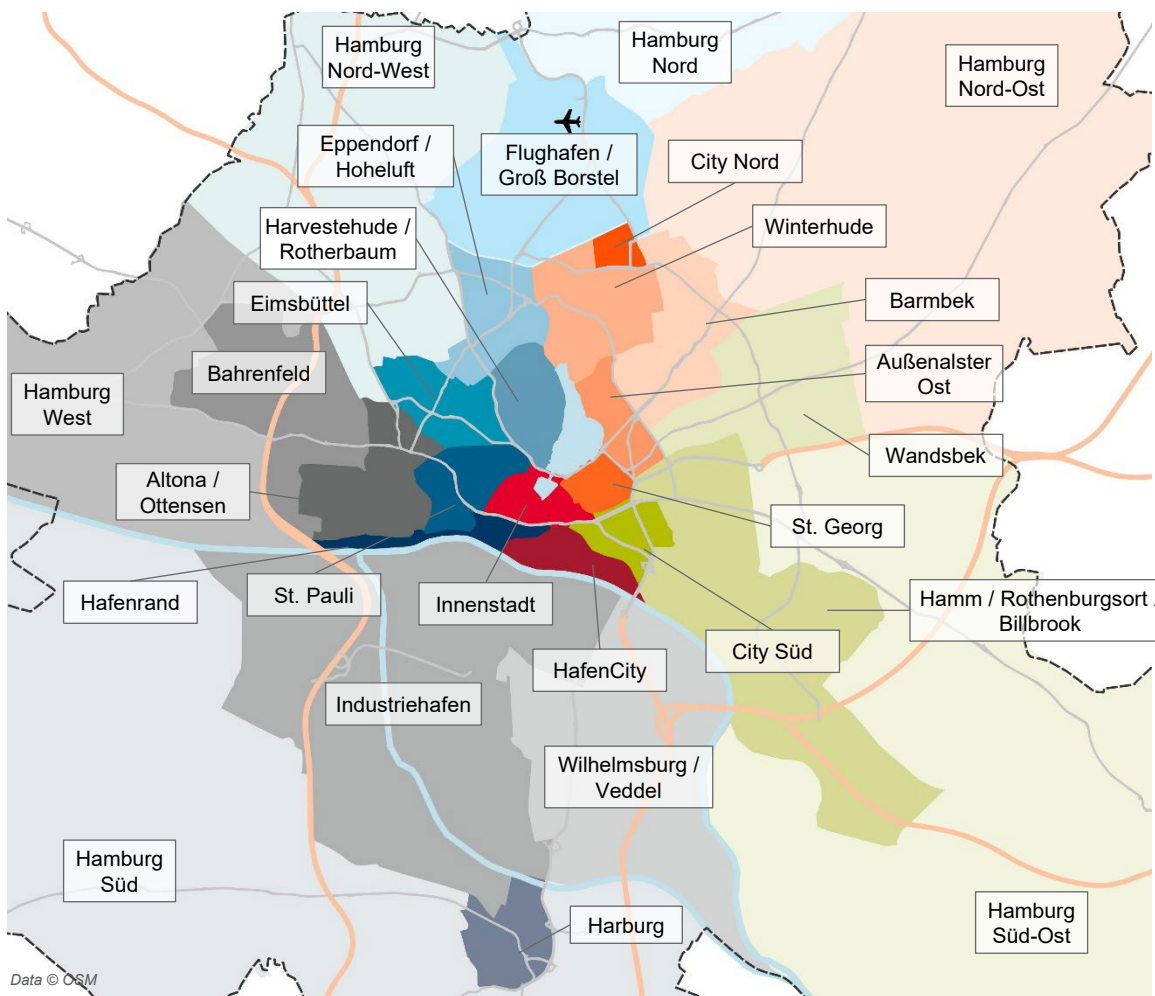 Hamburg
Nord-West
Hamburg
Nord
Hamburg
Nord-Ost
Eppendorf /
Hoheluft
Flughafen /
Groß Borstel
City Nord
Harvestehude /
Rotherbaum
Winterhude
Eimsbüttel
Barmbek
Bahrenfeld
Außenalster
Ost
Hamburg
West
Wandsbek
Altona /
Ottensen
St. Georg
Hafenrand
St. Pauli
Innenstadt
Hamm / Rothenburgsort /
Billbrook
City Süd
HafenCity
Industriehafen
Wilhelmsburg /
Veddel
Hamburg
Süd
Harburg
Hamburg
Süd-Ost
Data © OSM